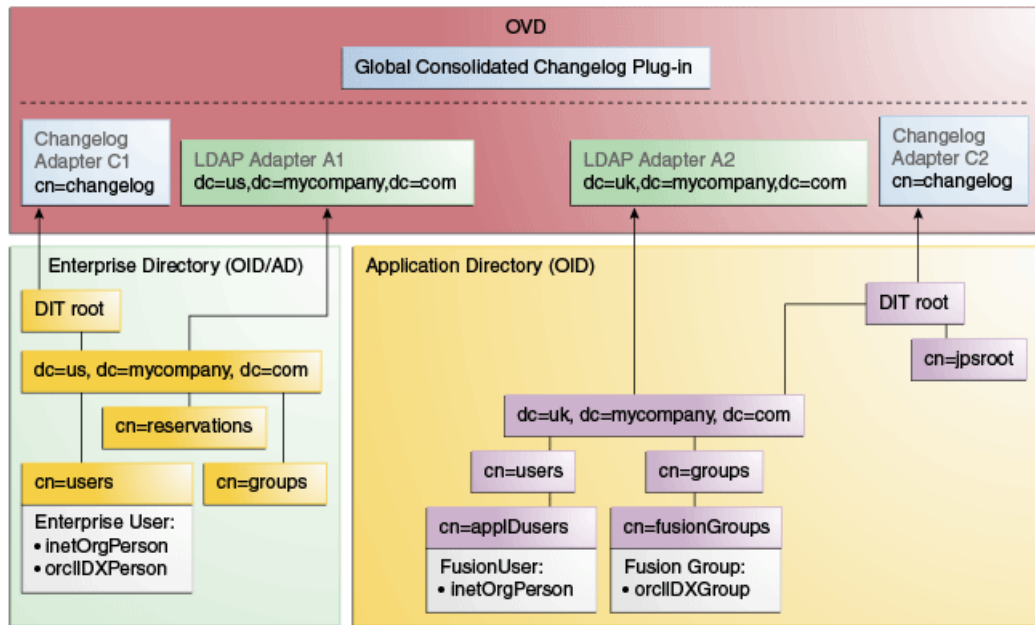 OVD
Global Consolidated Changelog Plug-in
Changelog
Adapter C1
cn=changelog
LDAP Adapter A1
dc=us,dc=mycompany,dc=com
LDAP Adapter A2
dc=uk,dc=mycompany,dc=com
Changelog
Adapter C2
cn=changelog
Enterprise Directory (OID/AD)
DIT root
dc=us, dc=mycompany, dc=com
cn=reservations
cn=users
cn=groups
Enterprise User:
• inetOrgPerson
• orclIDXPerson
Application Directory (OID)
DIT root
cn=jpsroot
dc=uk, dc=mycompany, dc=com
cn=users
cn=groups
cn=appIDusers
cn=fusionGroups
FusionUser:
• inetOrgPerson
Fusion Group:
• orclIDXGroup